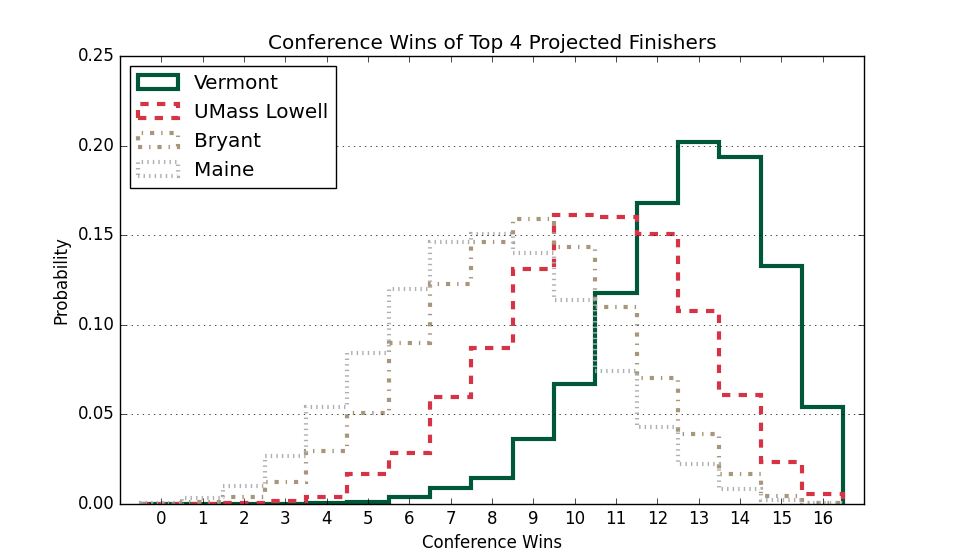 Conference Wins of Top 4 Projected Finishers
0.25
0.20
0.15
0.10
0.05
0.00
Probability
Vermont
UMass Lowell
Bryant
Maine
0 1 2 3 4 5 6 7 8 9 10 11 12 13 14 15 16
Conference Wins